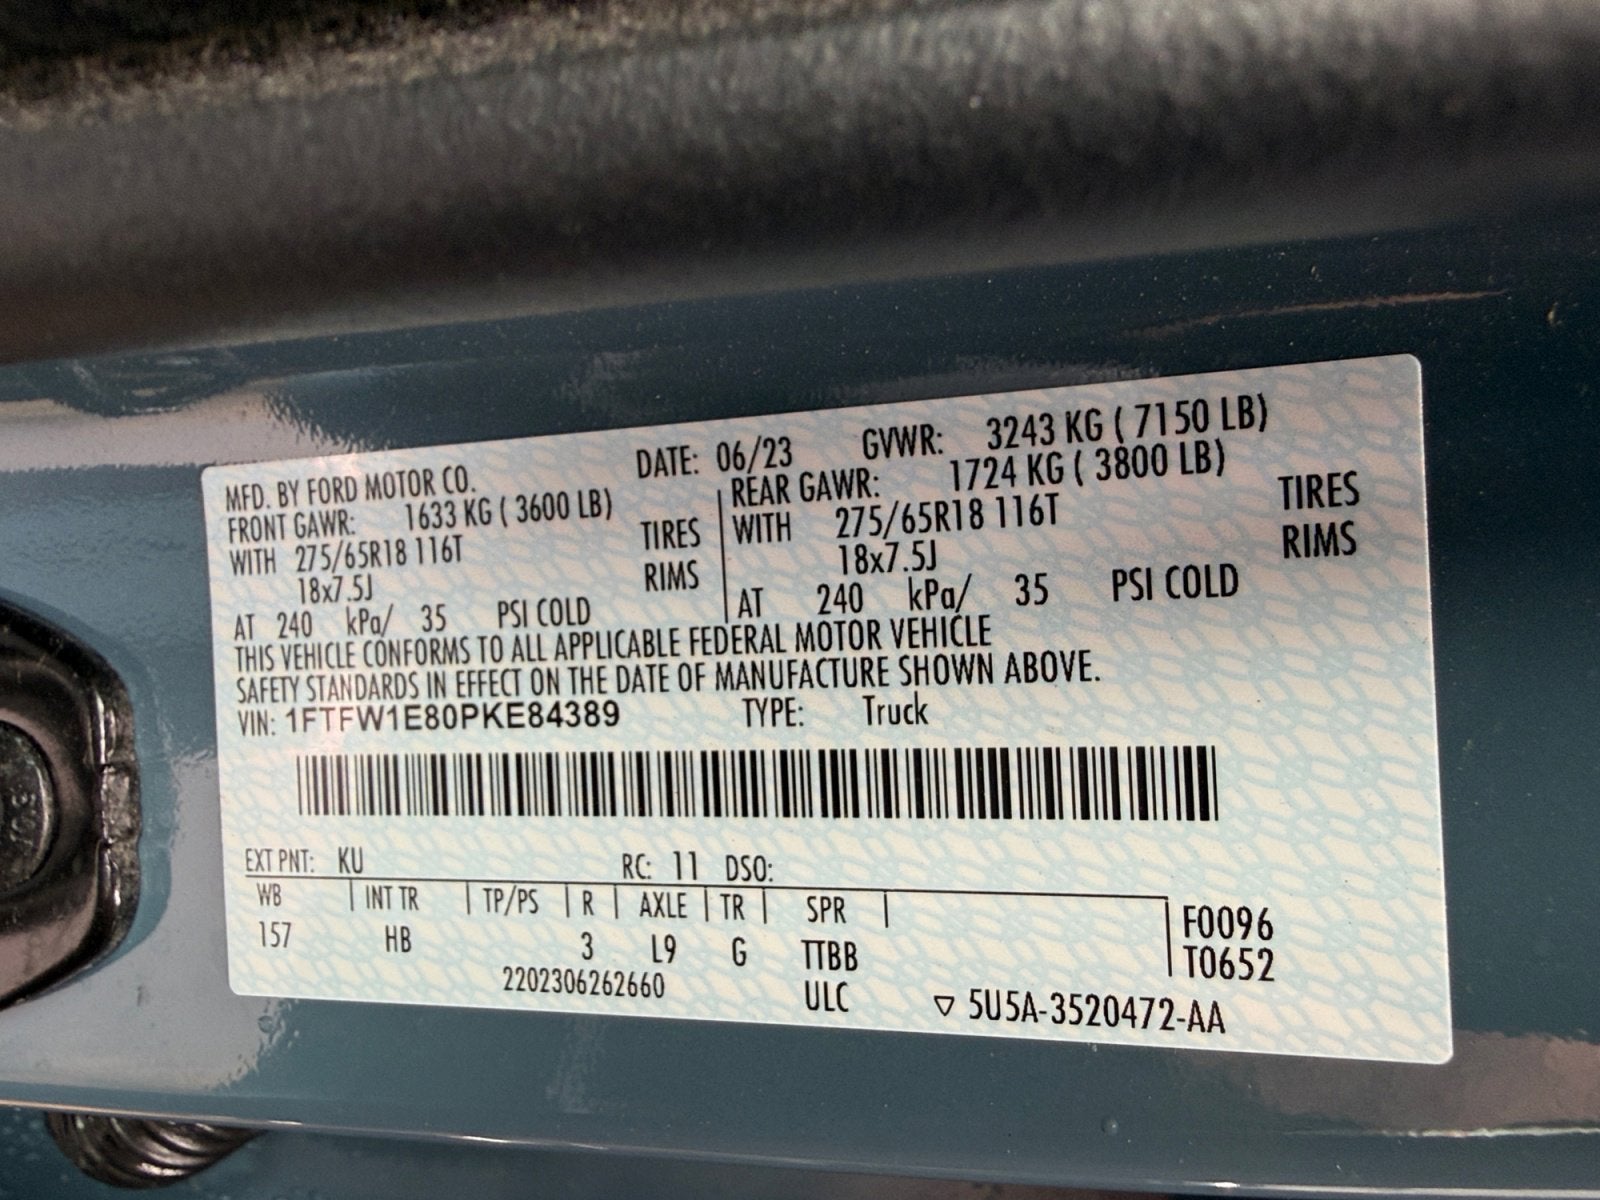 MFD. BY FORD MOTOR CO. DATE: 06/23 GVWR: 3243 KG ( 7150 LB)
FRONT GAWR: 1633 KG ( 3600 LB) REAR GAWR: 1724 KG ( 3800 LB)
WITH 275/65R18 116T TIRES WITH 275/65R18 116T TIRES
18x7.5J RIMS 18x7.5J RIMS
AT 240 kPa/ 35 PSI COLD AT 240 kPa/ 35 PSI COLD
THIS VEHICLE CONFORMS TO ALL APPLICABLE FEDERAL MOTOR VEHICLE
SAFETY STANDARDS IN EFFECT ON THE DATE OF MANUFACTURE SHOWN ABOVE.
VIN: 1FTFW1E80PKE84389 TYPE: Truck
EXT PNT: KU RC: 11 DSO:
WB INT TR TP/PS R AXLE TR SPR F0096
157 HB 3 L9 G TTBB T0652
2202306262660 ULC ▽ 5U5A-3520472-AA